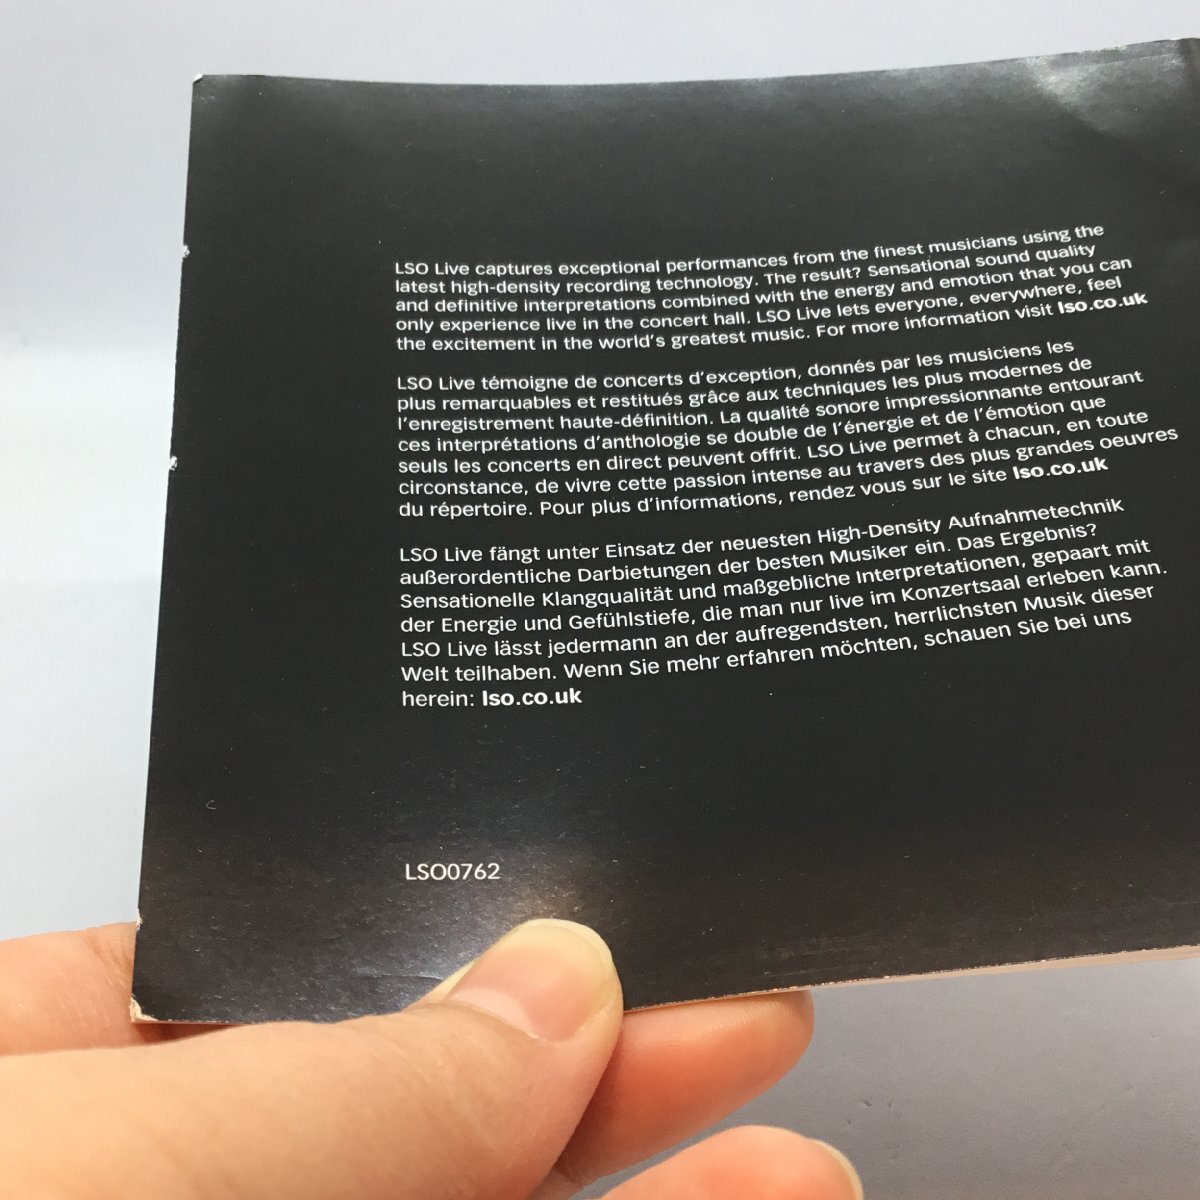 LSO Live captures exceptional performances from the finest musicians using the
latest high-density recording technology. The result? Sensational sound quality
and definitive interpretations combined with the energy and emotion that you can
only experience live in the concert hall. LSO Live lets everyone, everywhere, feel
the excitement in the world's greatest music. For more information visit lso.co.uk
LSO Live témoigne de concerts d'exception, donnés par les musiciens les
plus remarquables et restitués grâce aux techniques les plus modernes de
l'enregistrement haute-définition. La qualité sonore impressionnante entourant
ces interprétations d'anthologie se double de l'énergie et de l'émotion que
seuls les concerts en direct peuvent offrit. LSO Live permet à chacun, en toute
circonstance, de vivre cette passion intense au travers des plus grandes oeuvres
du répertoire. Pour plus d'informations, rendez vous sur le site lso.co.uk
LSO Live fängt unter Einsatz der neuesten High-Density Aufnahmetechnik
außerordentliche Darbietungen der besten Musiker ein. Das Ergebnis?
Sensationelle Klangqualität und maßgebliche Interpretationen, gepaart mit
der Energie und Gefühlstiefe, die man nur live im Konzertsaal erleben kann.
LSO Live lässt jedermann an der aufregendsten, herrlichsten Musik dieser
Welt teilhaben. Wenn Sie mehr erfahren möchten, schauen Sie bei uns
herein: lso.co.uk
LSO0762